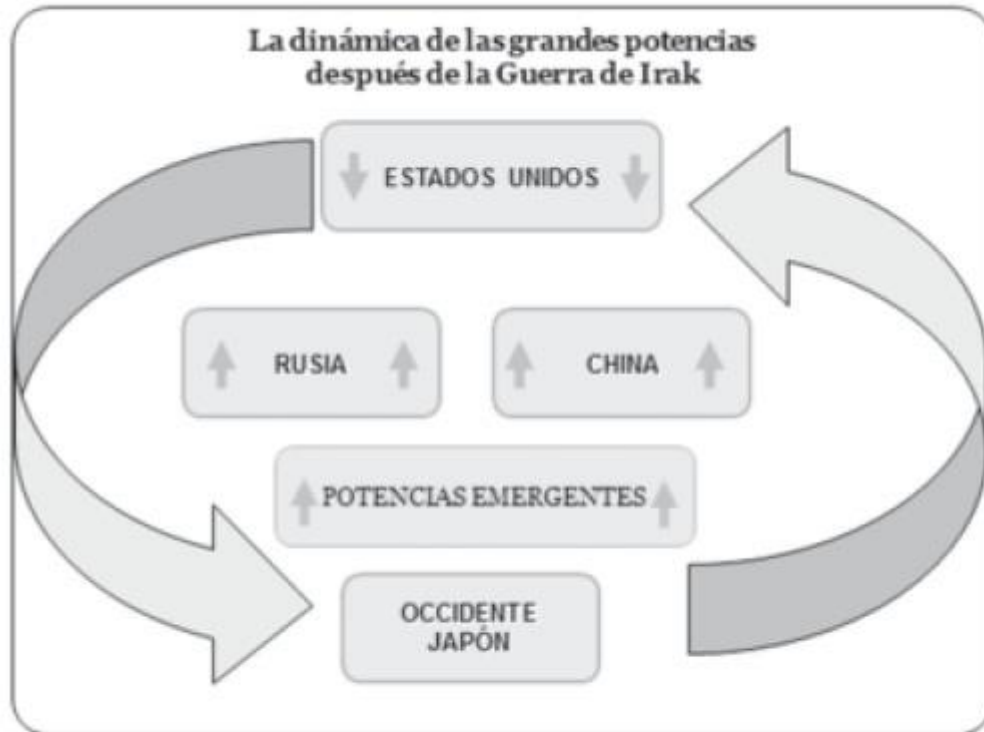 La dinámica de las grandes potencias
después de la Guerra de Irak
ESTADOS UNIDOS
RUSIA
CHINA
POTENCIAS EMERGENTES
OCCIDENTE
JAPÓN